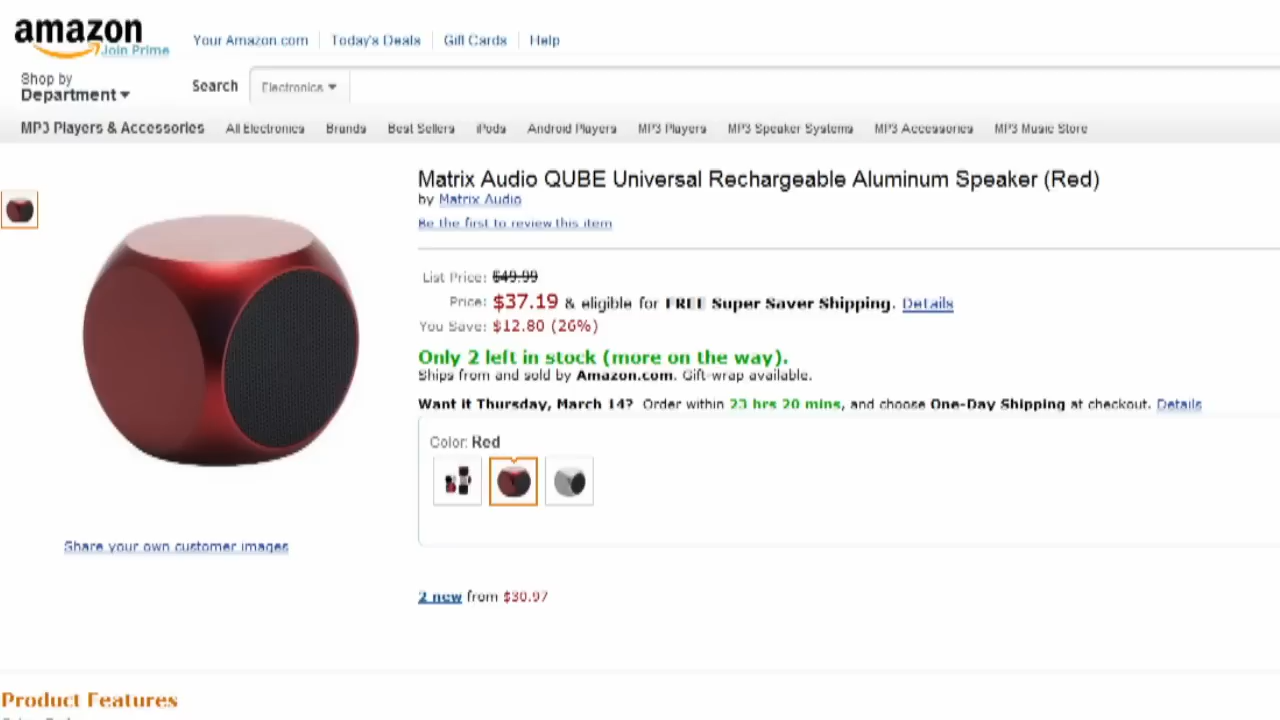 amazon
Join Prime
Your Amazon.com
Today's Deals
Gift Cards
Help
Shop by
Department
Search
Electronics
MP3 Players & Accessories
All Electronics
Brands
Best Sellers
iPods
Android Players
MP3 Players
MP3 Speaker Systems
MP3 Accessories
MP3 Music Store
Matrix Audio QUBE Universal Rechargeable Aluminum Speaker (Red)
by Matrix Audio
Be the first to review this item
List Price: $49.99
Price: $37.19 & eligible for FREE Super Saver Shipping. Details
You Save: $12.80 (26%)
Only 2 left in stock (more on the way).
Ships from and sold by Amazon.com. Gift-wrap available.
Want it Thursday, March 14? Order within 23 hrs 20 mins, and choose One-Day Shipping at checkout. Details
Color: Red
Share your own customer images
2 new from $30.97
Product Features